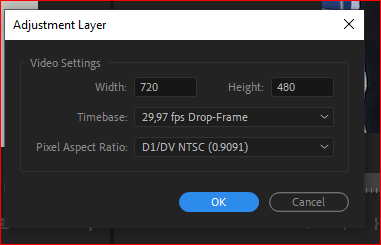 Adjustment Layer
Video Settings
Width: 720 Height: 480
Timebase: 29,97 fps Drop-Frame
Pixel Aspect Ratio: D1/DV NTSC (0.9091)
OK Cancel